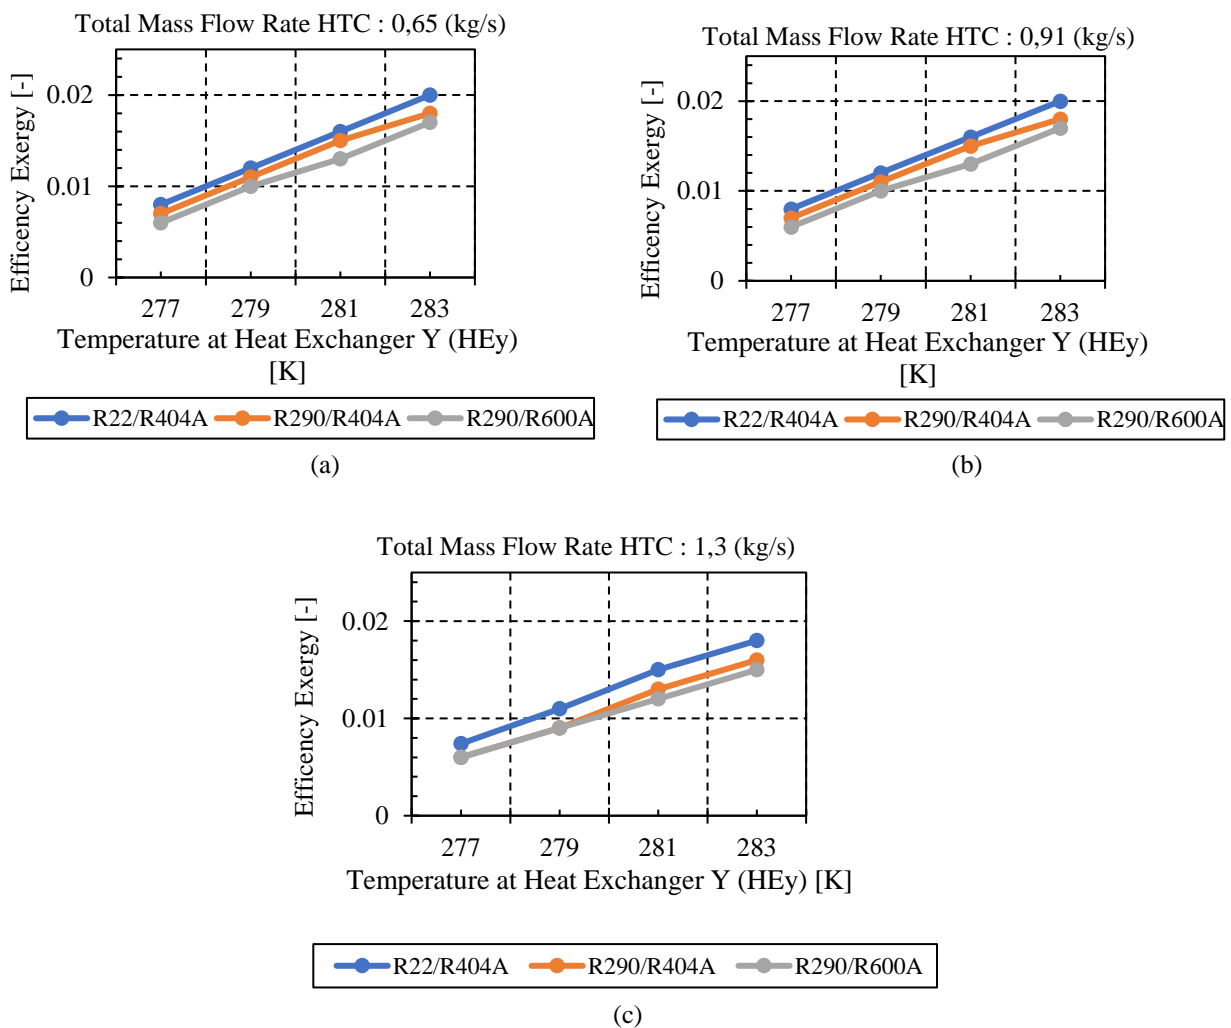 Total Mass Flow Rate HTC : 0,65 (kg/s)
Efficency Exergy [-]
0.02
0.01
0
277 279 281 283
Temperature at Heat Exchanger Y (HEy)
[K]
R22/R404A R290/R404A R290/R600A
(a)
Total Mass Flow Rate HTC : 0,91 (kg/s)
Efficency Exergy [-]
0.02
0.01
0
277 279 281 283
Temperature at Heat Exchanger Y (HEy)
[K]
R22/R404A R290/R404A R290/R600A
(b)
Total Mass Flow Rate HTC : 1,3 (kg/s)
Efficency Exergy [-]
0.02
0.01
0
277 279 281 283
Temperature at Heat Exchanger Y (HEy) [K]
R22/R404A R290/R404A R290/R600A
(c)